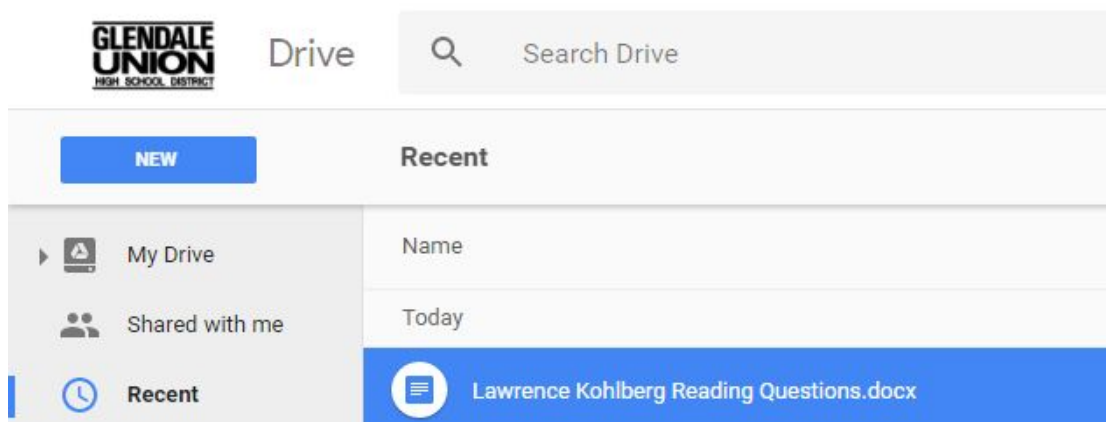 GLENDALE
UNION
HIGH SCHOOL DISTRICT
Drive
Search Drive
NEW
Recent
My Drive
Name
Shared with me
Today
Recent
Lawrence Kohlberg Reading Questions.docx